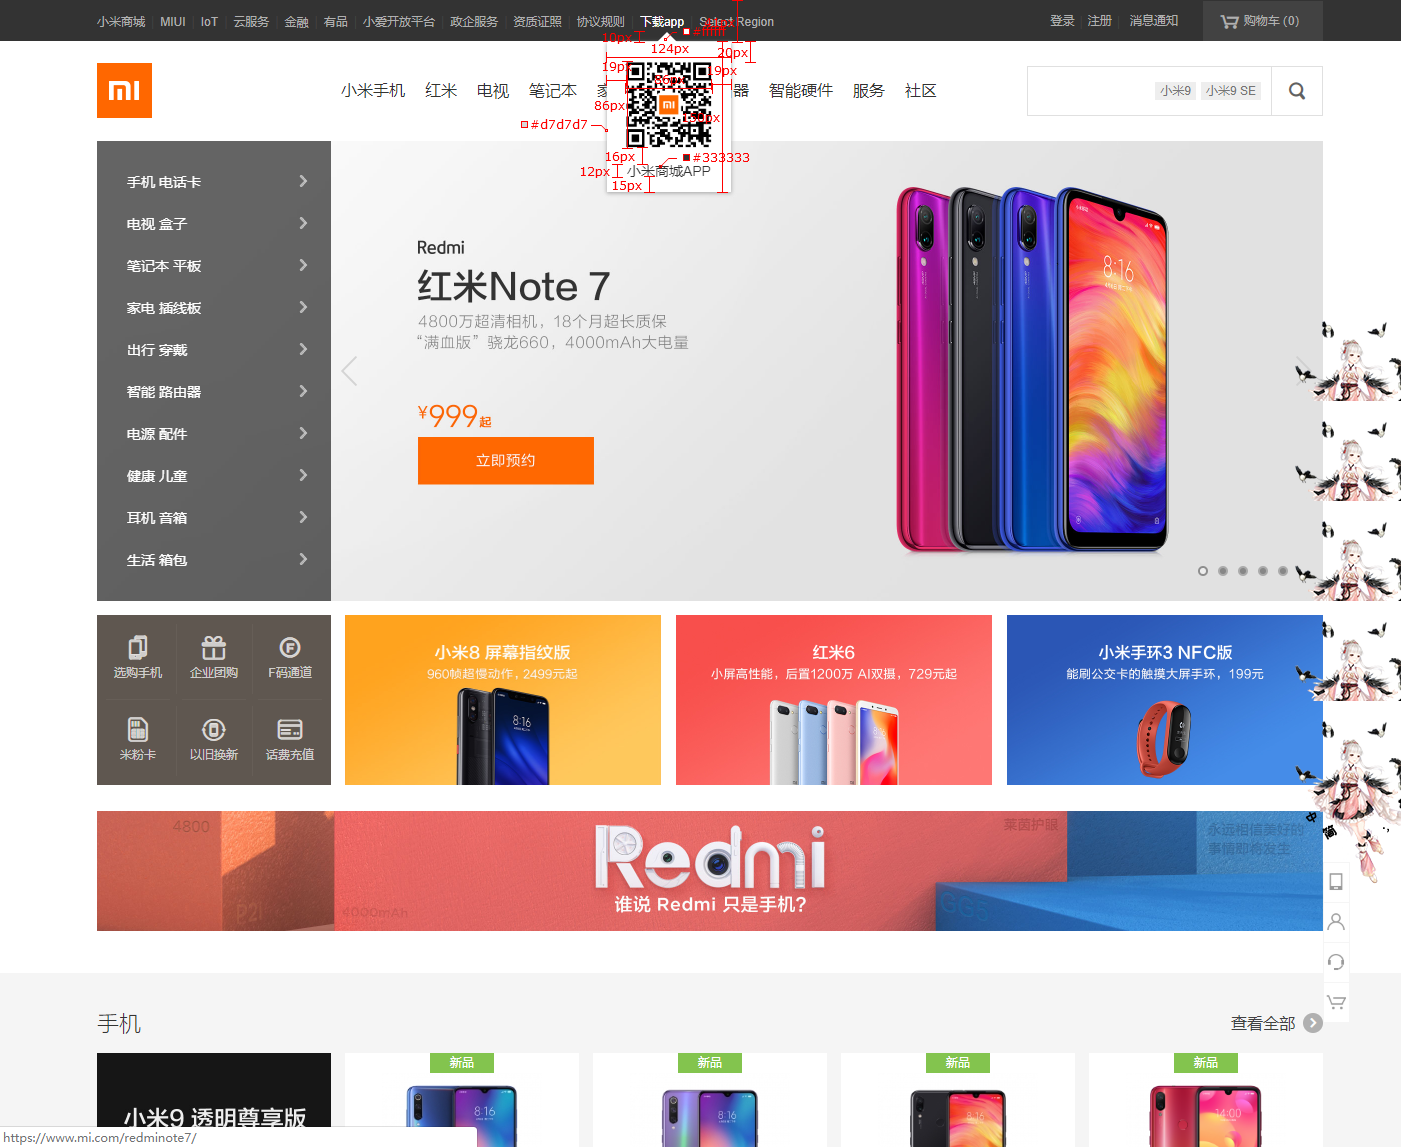 小米商城 MIUI IoT 云服务 金融 有品 小爱开放平台 政企服务 资质证照 协议规则 下载app Select Region
登录 注册 消息通知 购物车 (0)
10px
#ffffff
124px
20px
小米手机 红米 电视 笔记本 家 器 智能硬件 服务 社区
小米9 小米9 SE
19px
19px
86px
86px
#d7d7d7
16px
#333333
12px
小米商城APP
15px
手机 电话卡
电视 盒子
笔记本 平板
家电 插线板
出行 穿戴
智能 路由器
电源 配件
健康 儿童
耳机 音箱
生活 箱包
Redmi
红米Note 7
4800万超清相机，18个月超长质保
“满血版”骁龙660，4000mAh大电量
¥999起
立即预约
8:16
选购手机 企业团购 F码通道
米粉卡 以旧换新 话费充值
小米8 屏幕指纹版
960帧超慢动作，2499元起
8:16
红米6
小屏高性能，后置1200万 AI双摄，729元起
小米手环3 NFC版
能刷公交卡的触摸大屏手环，199元
4800
P2i
4000mAh
Redmi
谁说 Redmi 只是手机？
莱茵护眼
永远相信美好的
事情即将发生
GG5
手机
查看全部
小米9 透明尊享版
新品
8:16
新品
8:16
新品
8:16
新品
14:00
https://www.mi.com/redminote7/